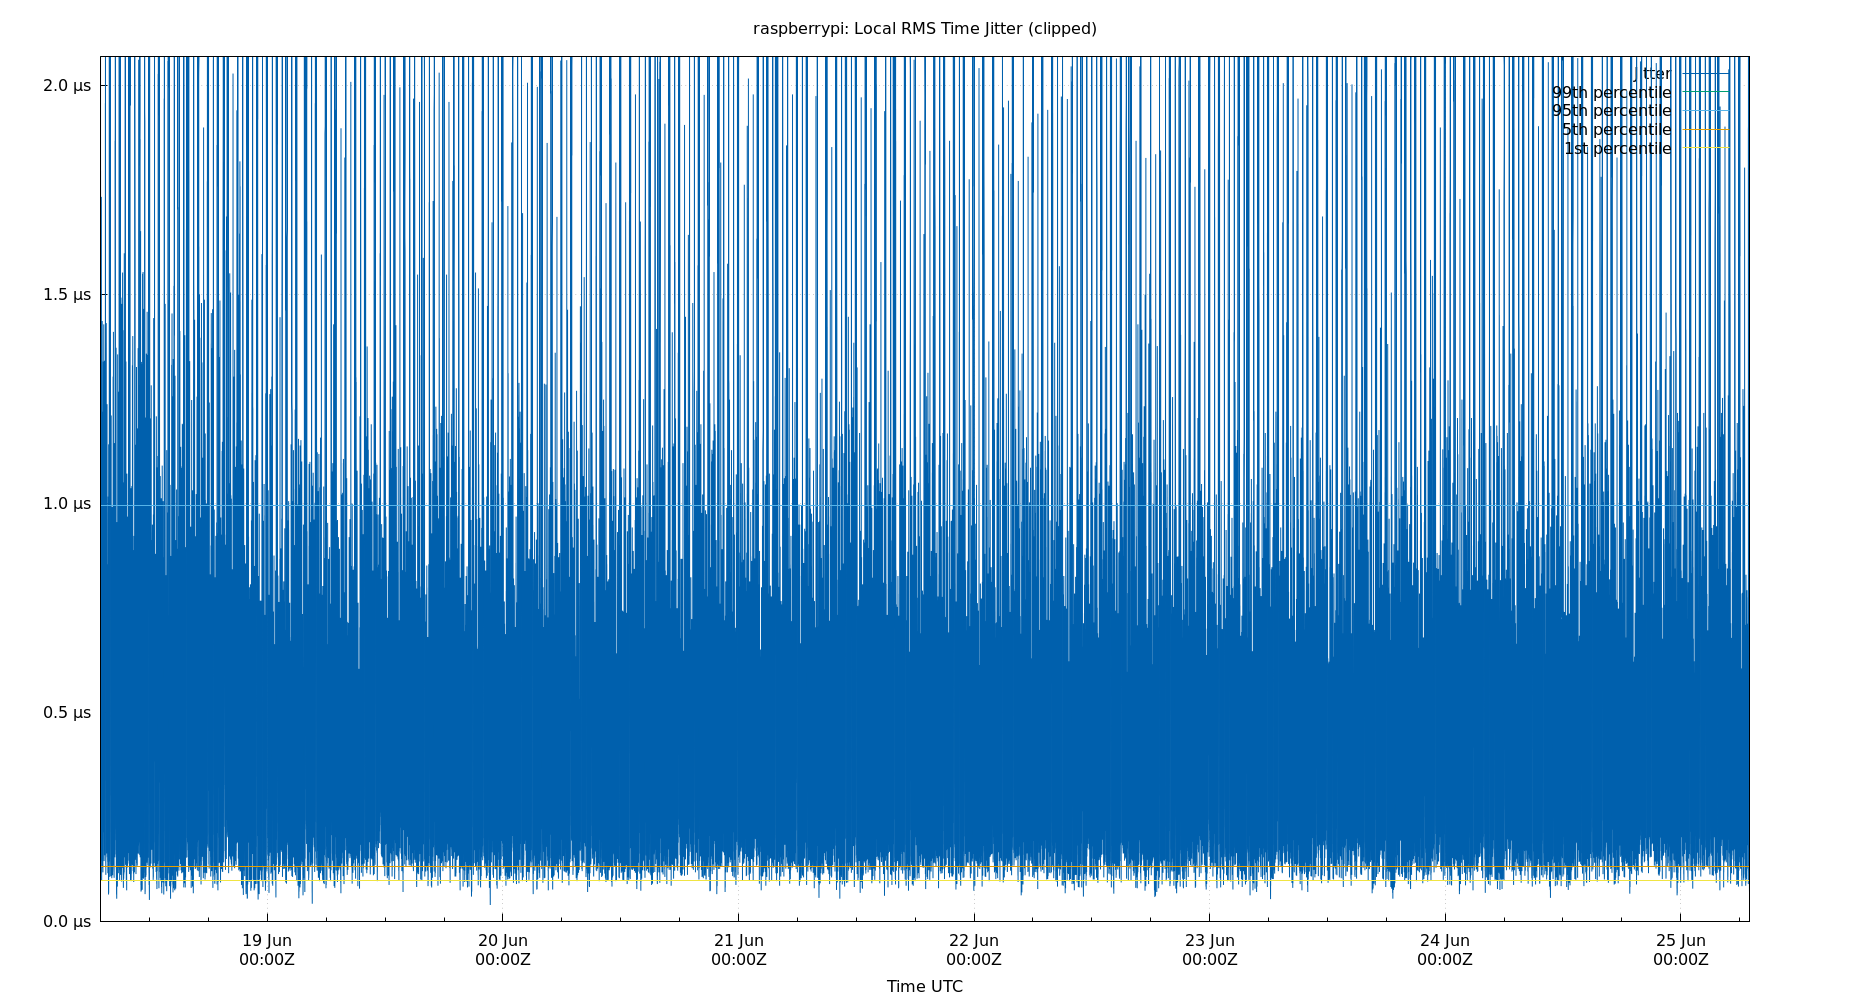 raspberrypi: Local RMS Time Jitter (clipped)
2.0 µs
1.5 µs
1.0 µs
0.5 µs
0.0 µs
jitter
99th percentile
95th percentile
5th percentile
1st percentile
19 Jun 20 Jun 21 Jun 22 Jun 23 Jun 24 Jun 25 Jun
00:00Z 00:00Z 00:00Z 00:00Z 00:00Z 00:00Z 00:00Z
Time UTC